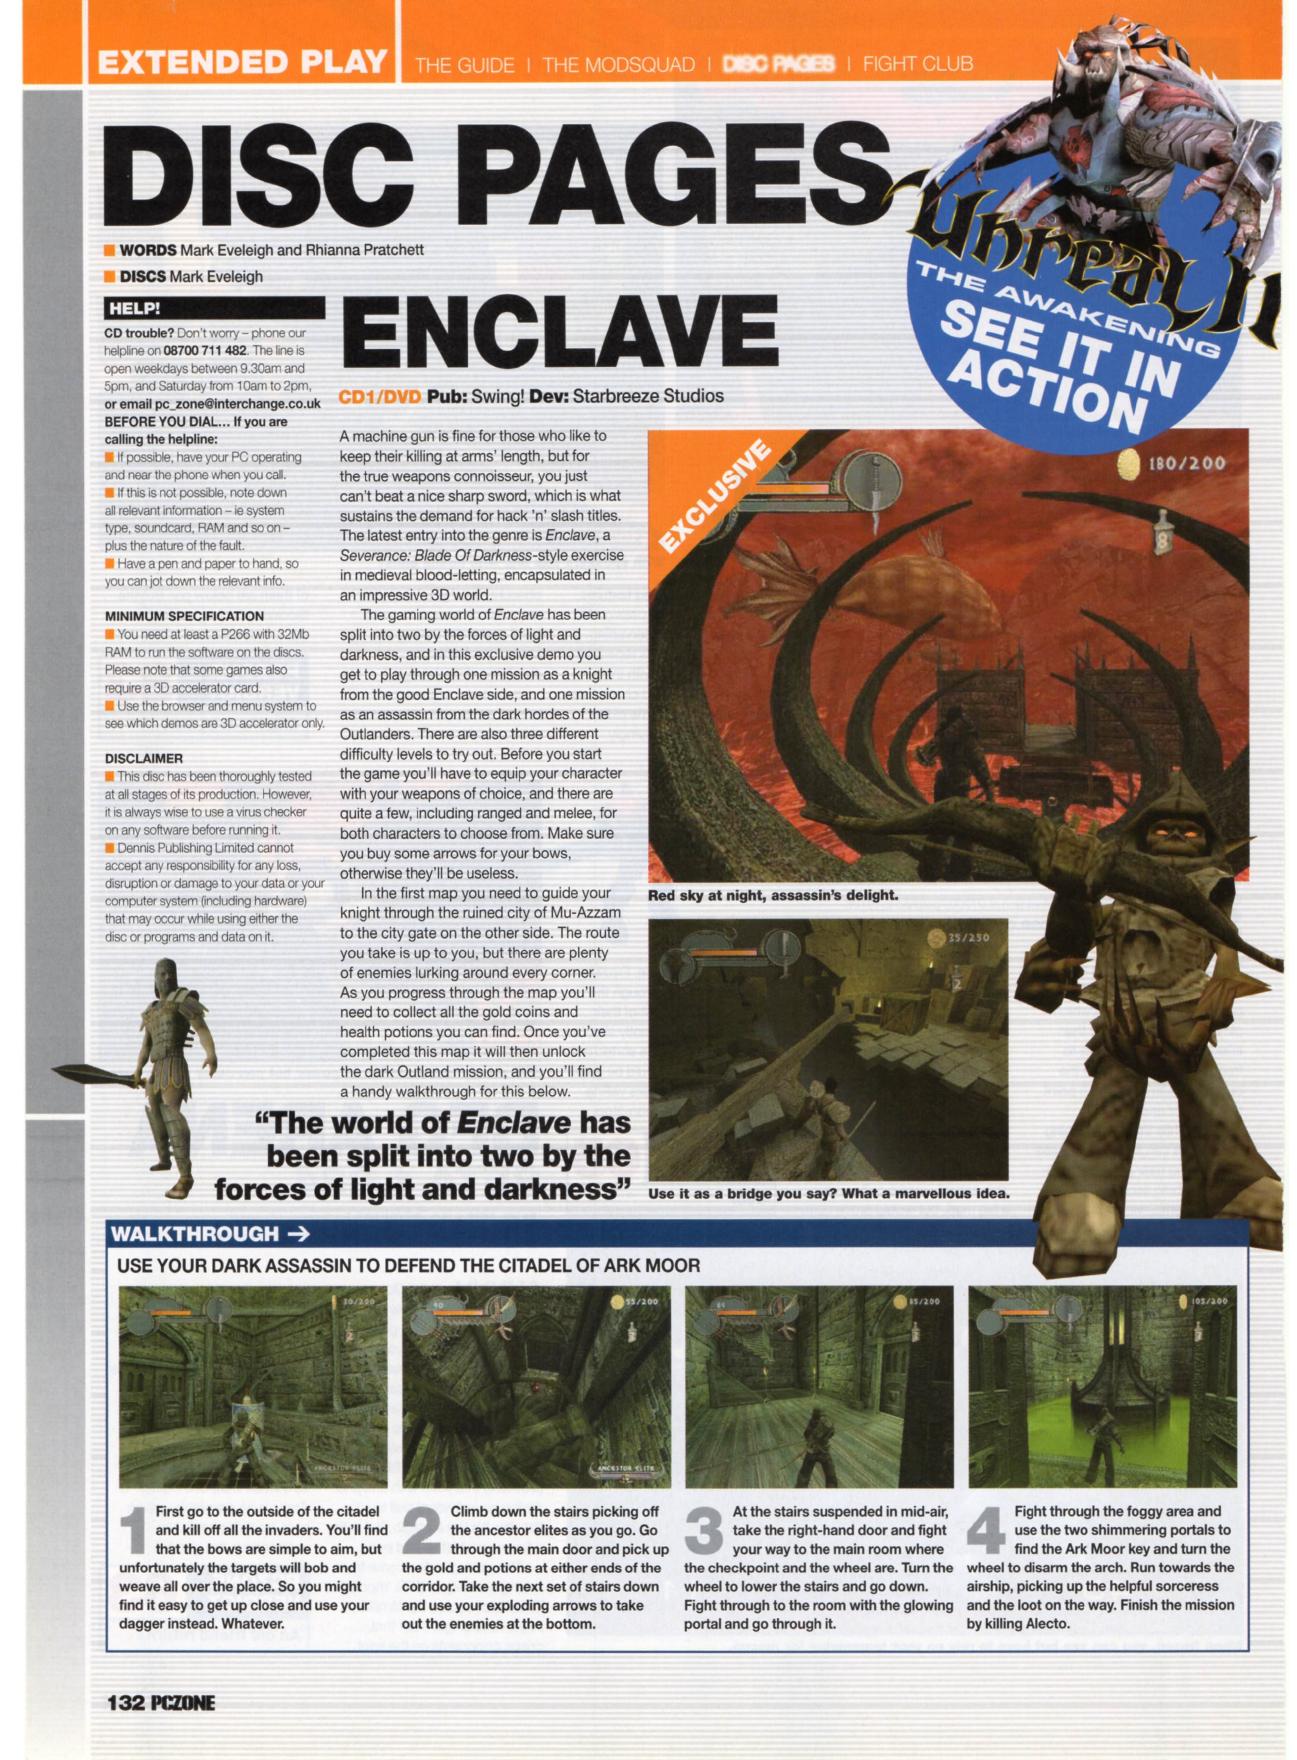 EXTENDED PLAY
THE GUIDE | THE MODSQUAD | DISC PAGES | FIGHT CLUB
DISC PAGES
WORDS Mark Eveleigh and Rhianna Pratchett
DISCS Mark Eveleigh
Unreal II
THE AWAKENING
SEE IT IN
ACTION
HELP!
CD trouble? Don't worry – phone our
helpline on 08700 711 482. The line is
open weekdays between 9.30am and
5pm, and Saturday from 10am to 2pm,
or email pc_zone@interchange.co.uk
BEFORE YOU DIAL... If you are
calling the helpline:
If possible, have your PC operating
and near the phone when you call.
If this is not possible, note down
all relevant information – ie system
type, soundcard, RAM and so on –
plus the nature of the fault.
Have a pen and paper to hand, so
you can jot down the relevant info.
MINIMUM SPECIFICATION
You need at least a P266 with 32Mb
RAM to run the software on the discs.
Please note that some games also
require a 3D accelerator card.
Use the browser and menu system to
see which demos are 3D accelerator only.
DISCLAIMER
This disc has been thoroughly tested
at all stages of its production. However,
it is always wise to use a virus checker
on any software before running it.
Dennis Publishing Limited cannot
accept any responsibility for any loss,
disruption or damage to your data or your
computer system (including hardware)
that may occur while using either the
disc or programs and data on it.
ENCLAVE
CD1/DVD Pub: Swing! Dev: Starbreeze Studios
A machine gun is fine for those who like to
keep their killing at arms' length, but for
the true weapons connoisseur, you just
can't beat a nice sharp sword, which is what
sustains the demand for hack 'n' slash titles.
The latest entry into the genre is Enclave, a
Severance: Blade Of Darkness-style exercise
in medieval blood-letting, encapsulated in
an impressive 3D world.
The gaming world of Enclave has been
split into two by the forces of light and
darkness, and in this exclusive demo you
get to play through one mission as a knight
from the good Enclave side, and one mission
as an assassin from the dark hordes of the
Outlanders. There are also three different
difficulty levels to try out. Before you start
the game you'll have to equip your character
with your weapons of choice, and there are
quite a few, including ranged and melee, for
both characters to choose from. Make sure
you buy some arrows for your bows,
otherwise they'll be useless.
In the first map you need to guide your
knight through the ruined city of Mu-Azzam
to the city gate on the other side. The route
you take is up to you, but there are plenty
of enemies lurking around every corner.
As you progress through the map you'll
need to collect all the gold coins and
health potions you can find. Once you've
completed this map it will then unlock
the dark Outland mission, and you'll find
a handy walkthrough for this below.
"The world of Enclave has
been split into two by the
forces of light and darkness"
EXCLUSIVE
180/200
8
Red sky at night, assassin's delight.
35/250
2
Use it as a bridge you say? What a marvellous idea.
WALKTHROUGH →
USE YOUR DARK ASSASSIN TO DEFEND THE CITADEL OF ARK MOOR
30/200
2
ANCESTOR ELITE
55/200
ANCESTOR ELITE
85/200
105/200
1 First go to the outside of the citadel
and kill off all the invaders. You'll find
that the bows are simple to aim, but
unfortunately the targets will bob and
weave all over the place. So you might
find it easy to get up close and use your
dagger instead. Whatever.
2 Climb down the stairs picking off
the ancestor elites as you go. Go
through the main door and pick up
the gold and potions at either ends of the
corridor. Take the next set of stairs down
and use your exploding arrows to take
out the enemies at the bottom.
3 At the stairs suspended in mid-air,
take the right-hand door and fight
your way to the main room where
the checkpoint and the wheel are. Turn the
wheel to lower the stairs and go down.
Fight through to the room with the glowing
portal and go through it.
4 Fight through the foggy area and
use the two shimmering portals to
find the Ark Moor key and turn the
wheel to disarm the arch. Run towards the
airship, picking up the helpful sorceress
and the loot on the way. Finish the mission
by killing Alecto.
132 PCZONE